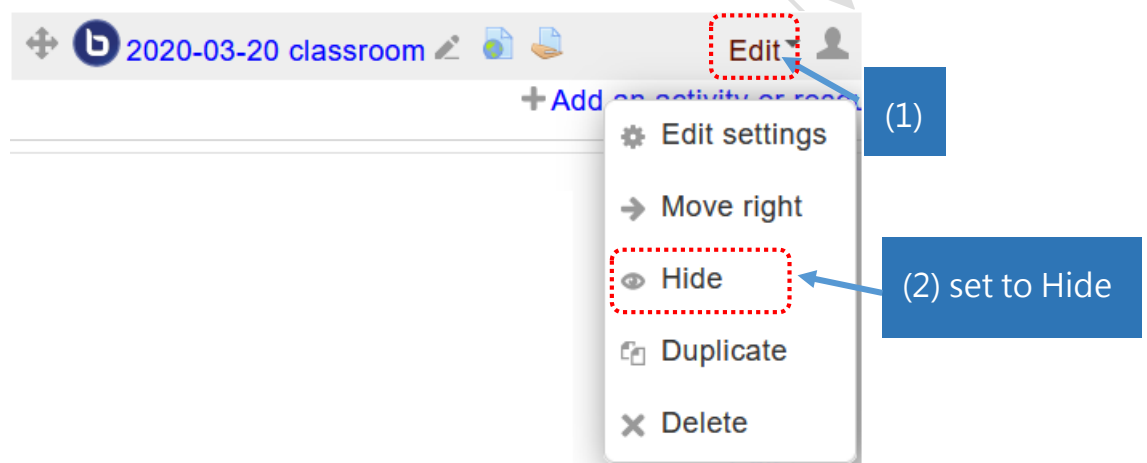 2020-03-20 classroom Edit
Add an activity or
(1)
Edit settings
Move right
Hide
(2) set to Hide
Duplicate
Delete